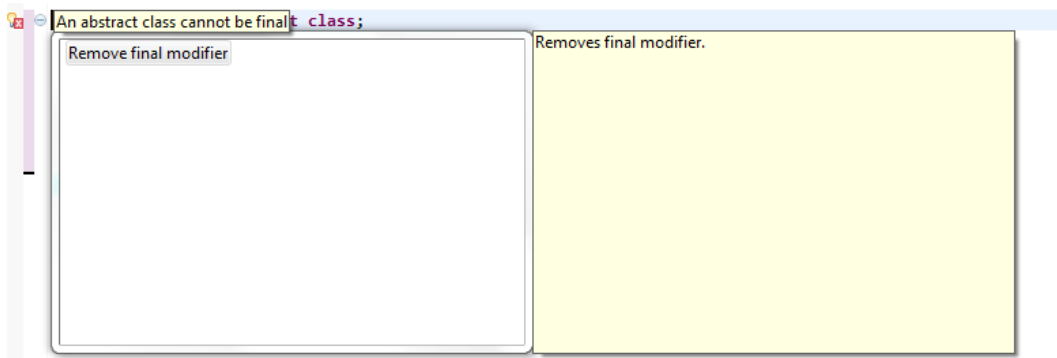 An abstract class cannot be final t class;
Remove final modifier
Removes final modifier.